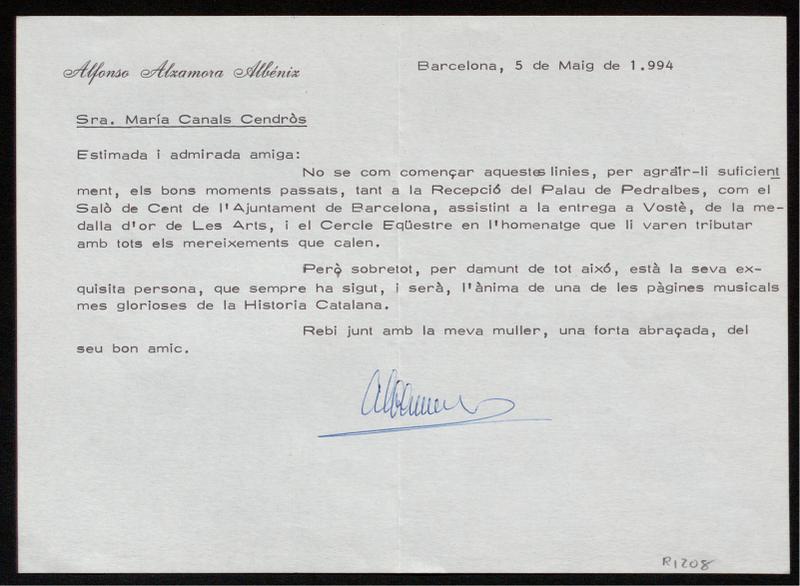 Alfonso Alzamora Albéniz
Barcelona, 5 de Maig de 1.994
Sra. María Canals Cendròs
Estimada i admirada amiga:
No se com començar aquestes linies, per agraïr-li suficient
ment, els bons moments passats, tant a la Recepció del Palau de Pedralbes, com el
Salò de Cent de l'Ajuntament de Barcelona, assistint a la entrega a Vostè, de la me-
dalla d'or de Les Arts, i el Cercle Eqüestre en l'homenatge que li varen tributar
amb tots els mereixements que calen.
Però sobretot, per damunt de tot aixó, està la seva ex-
quisita persona, que sempre ha sigut, i serà, l'ànima de una de les pàgines musicals
mes glorioses de la Historia Catalana.
Rebi junt amb la meva muller, una forta abraçada, del
seu bon amic.
R1208